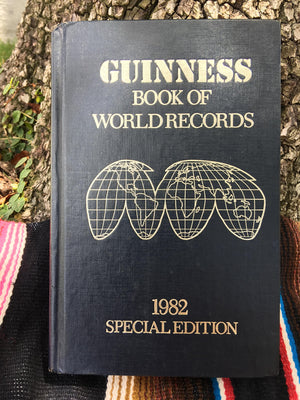 GUINNESS
BOOK OF
WORLD RECORDS
1982
SPECIAL EDITION